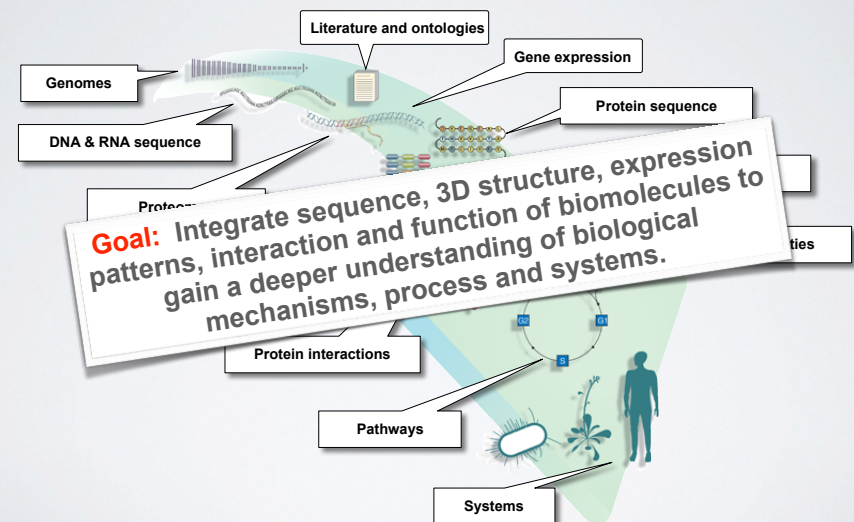 Literature and ontologies
Gene expression
Genomes
Protein sequence
DNA & RNA sequence
Goal: Integrate sequence, 3D structure, expression
patterns, interaction and function of biomolecules to
gain a deeper understanding of biological
mechanisms, process and systems.
G2
G1
S
Protein interactions
Pathways
Systems